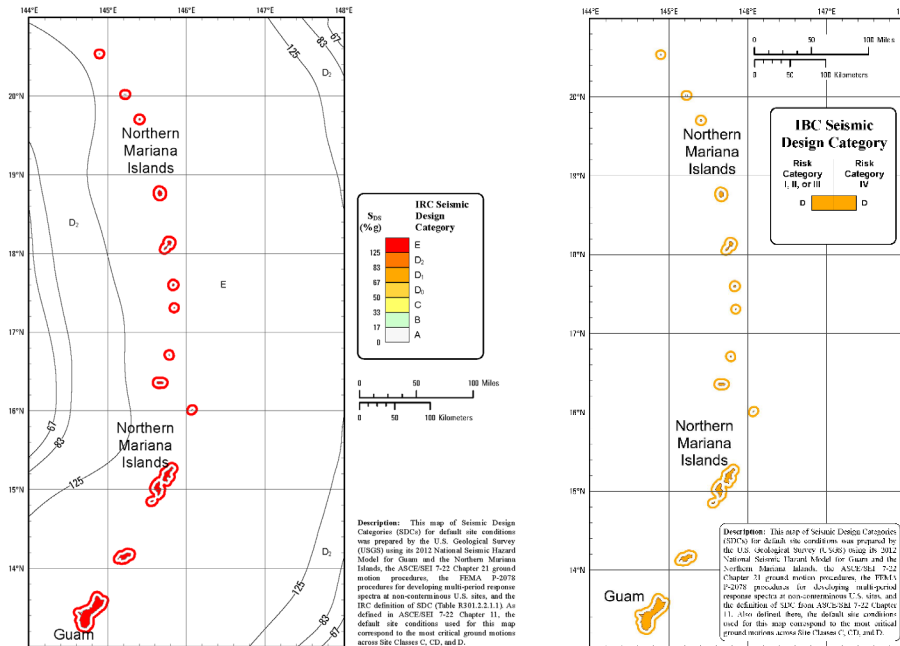 144°E 145°E 146°E 147°E 148°E
20°N
19°N
18°N
17°N
16°N
15°N
14°N
125
83
67
D₂
Northern
Mariana
Islands
D₂
E
67
83
125
Northern
Mariana
Islands
D₂
Guam
S_DS
(%g)
IRC Seismic
Design
Category
125
83
67
50
33
17
0
E
D₂
D₁
D₀
C
B
A
0 50 100 Miles
0 50 100 Kilometers
Description: This map of Seismic Design
Categories (SDCs) for default site conditions
was prepared by the U.S. Geological Survey
(USGS) using its 2012 National Seismic Hazard
Model for Guam and the Northern Mariana
Islands, the ASCE/SEI 7-22 Chapter 21 ground
motion procedures, the FEMA P-2078
procedures for developing multi-period response
spectra at non-conterminous U.S. sites, and the
IRC definition of SDC (Table R301.2.2.1.1). As
defined in ASCE/SEI 7-22 Chapter 11, the
default site conditions used for this map
correspond to the most critical ground motions
across Site Classes C, CD, and D.
144°E 145°E 146°E 147°E
20°N
19°N
18°N
17°N
16°N
15°N
14°N
0 50 100 Miles
0 50 100 Kilometers
IBC Seismic
Design Category
Risk
Category
I, II, or III
Risk
Category
IV
D D
Northern
Mariana
Islands
Northern
Mariana
Islands
Guam
Description: This map of Seismic Design Categories
(SDCs) for default site conditions was prepared by
the U.S. Geological Survey (USGS) using its 2012
National Seismic Hazard Model for Guam and the
Northern Mariana Islands, the ASCE/SEI 7-22
Chapter 21 ground motion procedures, the FEMA
P-2078 procedures for developing multi-period
response spectra at non-conterminous U.S. sites, and
the definition of SDC from ASCE/SEI 7-22 Chapter
11. Also defined there, the default site conditions
used for this map correspond to the most critical
ground motions across Site Classes C, CD, and D.